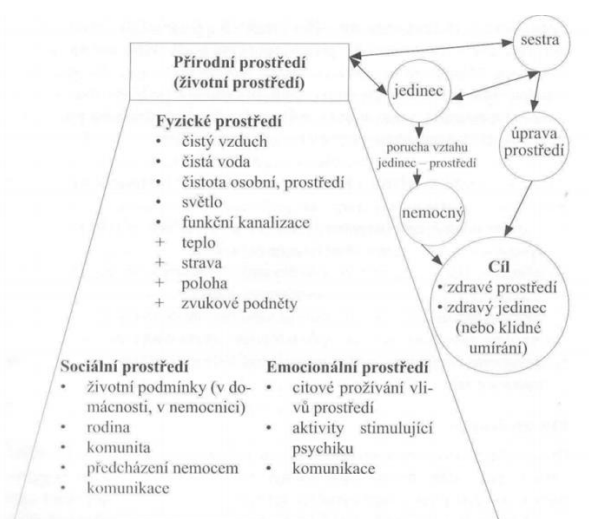 Přírodní prostředí
(životní prostředí)
sestra
jedinec
porucha vztahu
jedinec – prostředí
nemocný
úprava
prostředí
Cíl
• zdravé prostředí
• zdravý jedinec
(nebo klidné
umírání)
Fyzické prostředí
• čistý vzduch
• čistá voda
• čistota osobní, prostředí
• světlo
• funkční kanalizace
+ teplo
+ strava
+ poloha
+ zvukové podněty
Sociální prostředí
• životní podmínky (v do-
mácnosti, v nemocnici)
• rodina
• komunita
• předcházení nemocem
• komunikace
Emocionální prostředí
• citové prožívání vli-
vů prostředí
• aktivity stimulující
psychiku
• komunikace